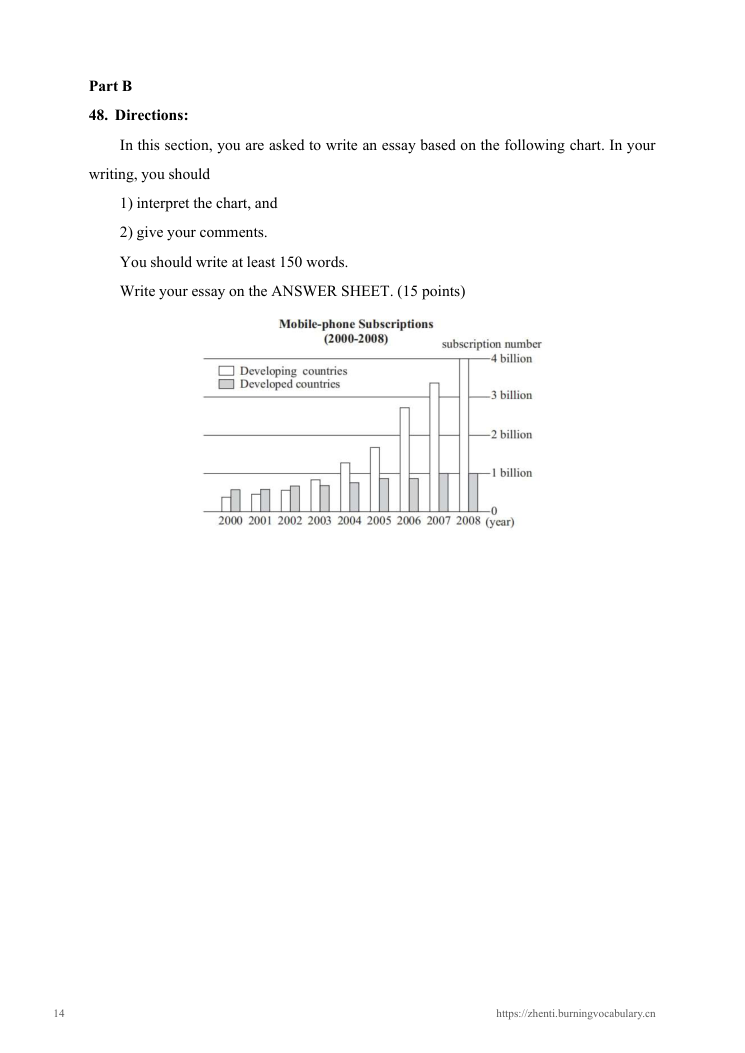 Part B
48. Directions:
In this section, you are asked to write an essay based on the following chart. In your
writing, you should
1) interpret the chart, and
2) give your comments.
You should write at least 150 words.
Write your essay on the ANSWER SHEET. (15 points)
Mobile-phone Subscriptions
(2000-2008)
subscription number
4 billion
Developing countries
Developed countries
3 billion
2 billion
1 billion
0
2000 2001 2002 2003 2004 2005 2006 2007 2008 (year)
14
https://zhenti.burningvocabulary.cn